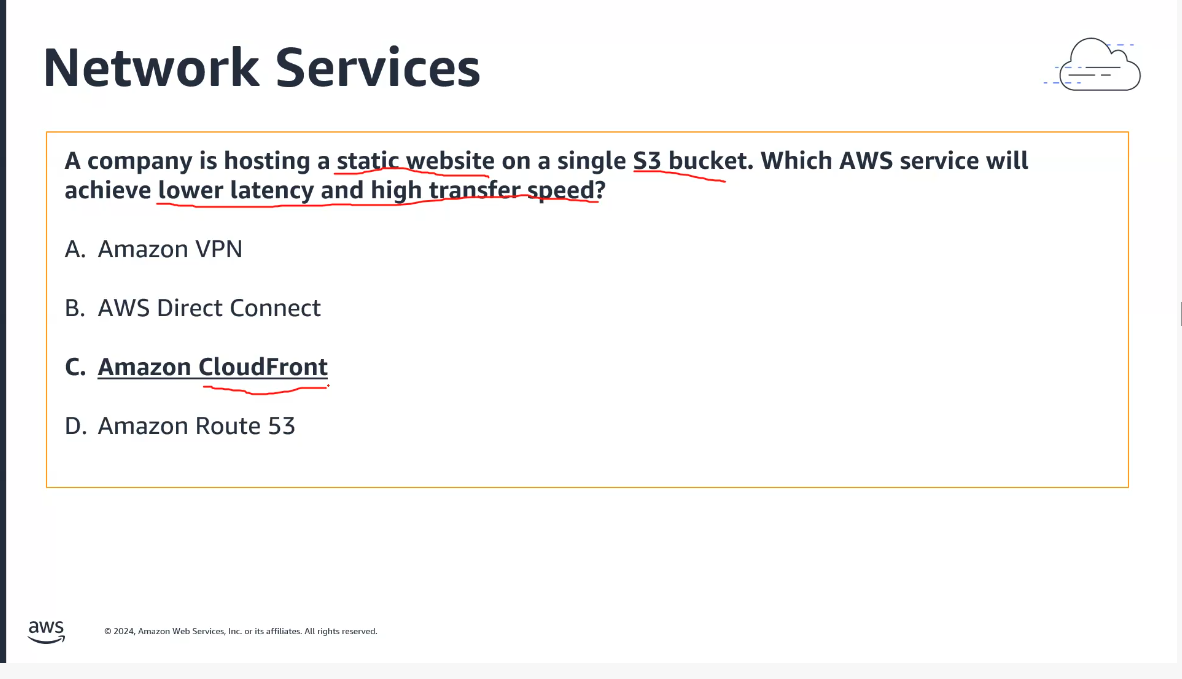 Network Services
A company is hosting a static website on a single S3 bucket. Which AWS service will
achieve lower latency and high transfer speed?
A. Amazon VPN
B. AWS Direct Connect
C. Amazon CloudFront
D. Amazon Route 53
aws
© 2024, Amazon Web Services, Inc. or its affiliates. All rights reserved.